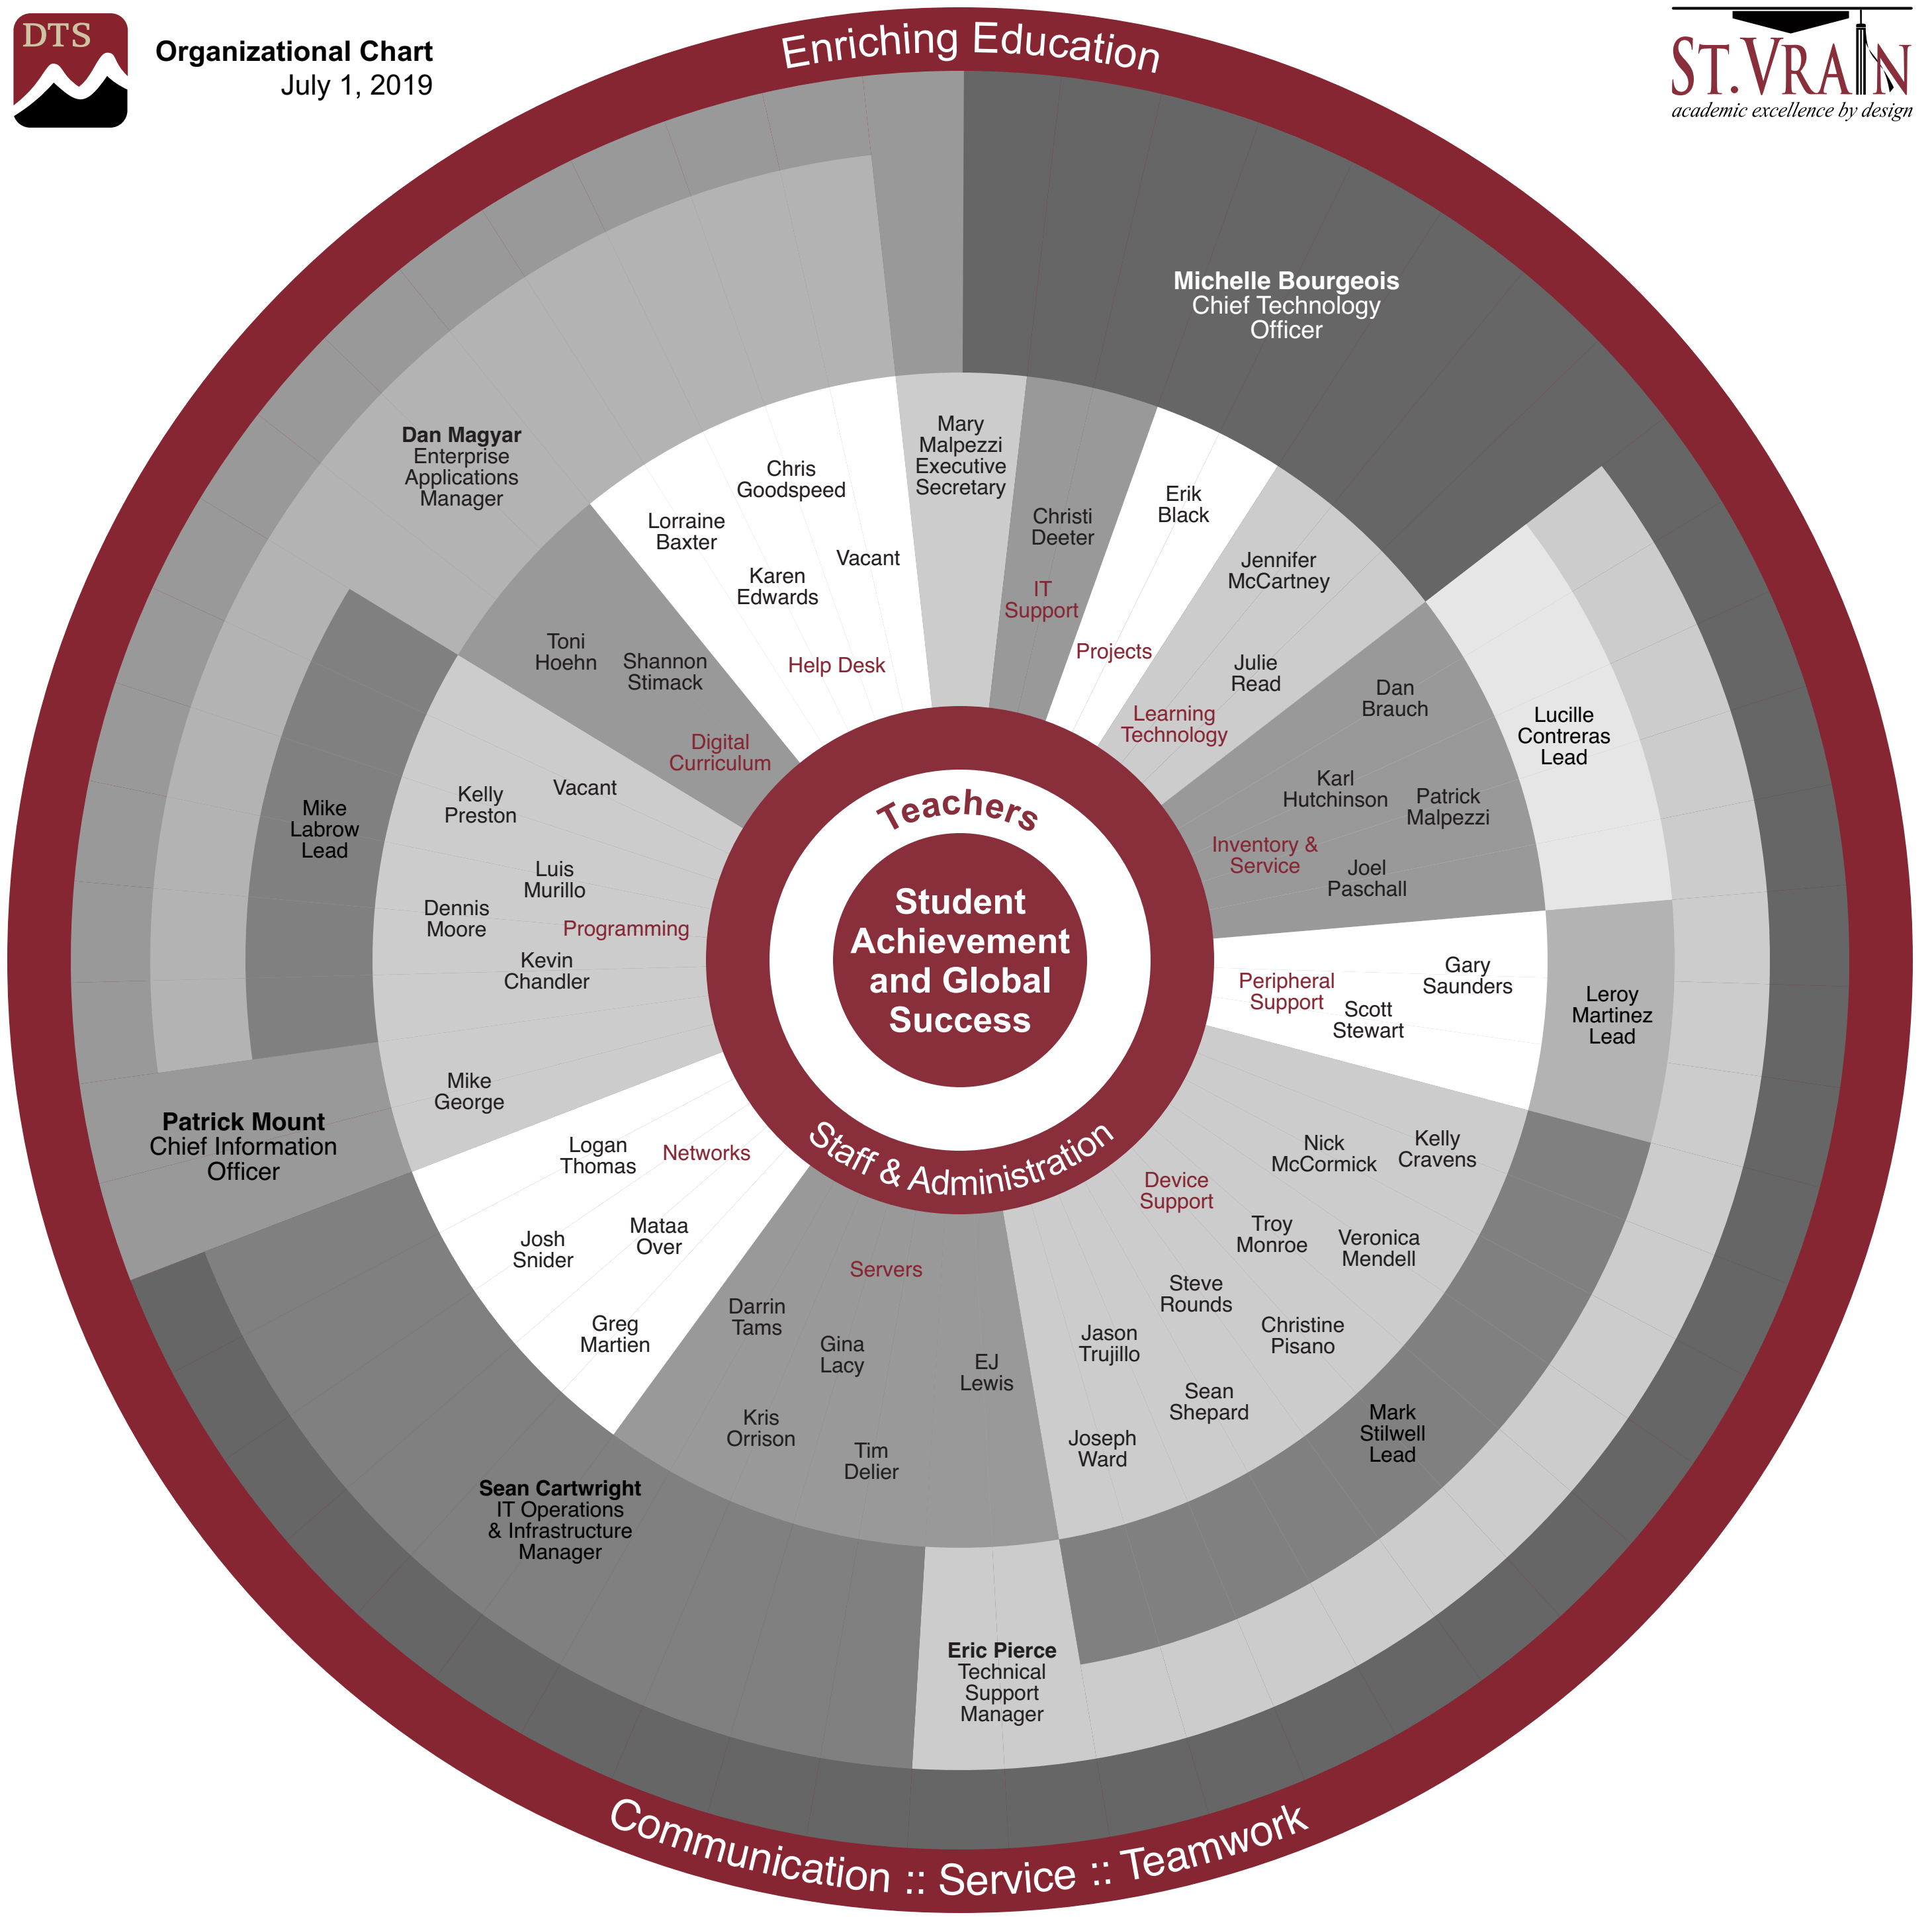 DTS
Organizational Chart
July 1, 2019
ST. VRAIN
academic excellence by design
Enriching Education
Michelle Bourgeois
Chief Technology
Officer
Dan Magyar
Enterprise
Applications
Manager
Mary
Malpezzi
Executive
Secretary
Chris
Goodspeed
Lorraine
Baxter
Vacant
Karen
Edwards
Help Desk
Christi
Deeter
IT
Support
Erik
Black
Projects
Jennifer
McCartney
Julie
Read
Learning
Technology
Toni
Hoehn
Shannon
Stimack
Digital
Curriculum
Dan
Brauch
Karl
Hutchinson
Patrick
Malpezzi
Inventory &
Service
Joel
Paschall
Lucille
Contreras
Lead
Mike
Labrow
Lead
Kelly
Preston
Vacant
Luis
Murillo
Dennis
Moore
Programming
Kevin
Chandler
Mike
George
Teachers
Student
Achievement
and Global
Success
Staff & Administration
Peripheral
Support
Gary
Saunders
Scott
Stewart
Leroy
Martinez
Lead
Patrick Mount
Chief Information
Officer
Logan
Thomas
Networks
Josh
Snider
Mataa
Over
Greg
Martien
Servers
Darrin
Tams
Gina
Lacy
EJ
Lewis
Kris
Orrison
Tim
Delier
Device
Support
Nick
McCormick
Kelly
Cravens
Troy
Monroe
Veronica
Mendell
Steve
Rounds
Christine
Pisano
Jason
Trujillo
Sean
Shepard
Joseph
Ward
Mark
Stilwell
Lead
Sean Cartwright
IT Operations
& Infrastructure
Manager
Eric Pierce
Technical
Support
Manager
Communication :: Service :: Teamwork